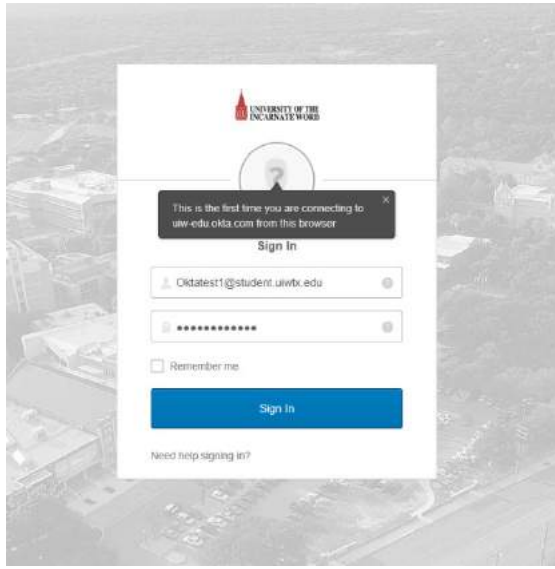 UNIVERSITY OF THE
INCARNATE WORD
?
This is the first time you are connecting to
uiw-edu.okta.com from this browser
×
Sign In
Oktatest1@student.uiwtx.edu
?
••••••••••••
?
Remember me
Sign In
Need help signing in?